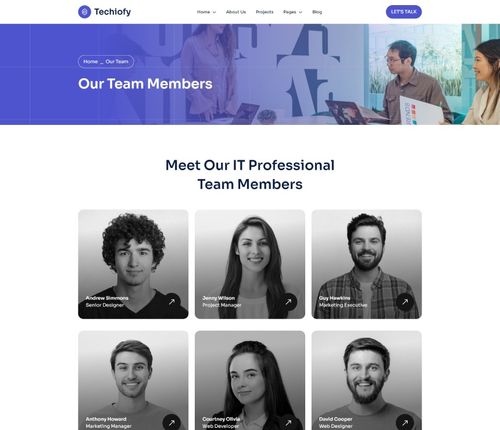 Techiofy
Home About Us Projects Pages Blog
LET'S TALK
Home _ Our Team
Our Team Members
Meet Our IT Professional
Team Members
Andrew Simmons
Senior Designer
Jenny Wilson
Project Manager
Guy Hawkins
Marketing Executive
Anthony Howard
Marketing Manager
Courtney Olivia
Web Developer
David Cooper
Web Designer